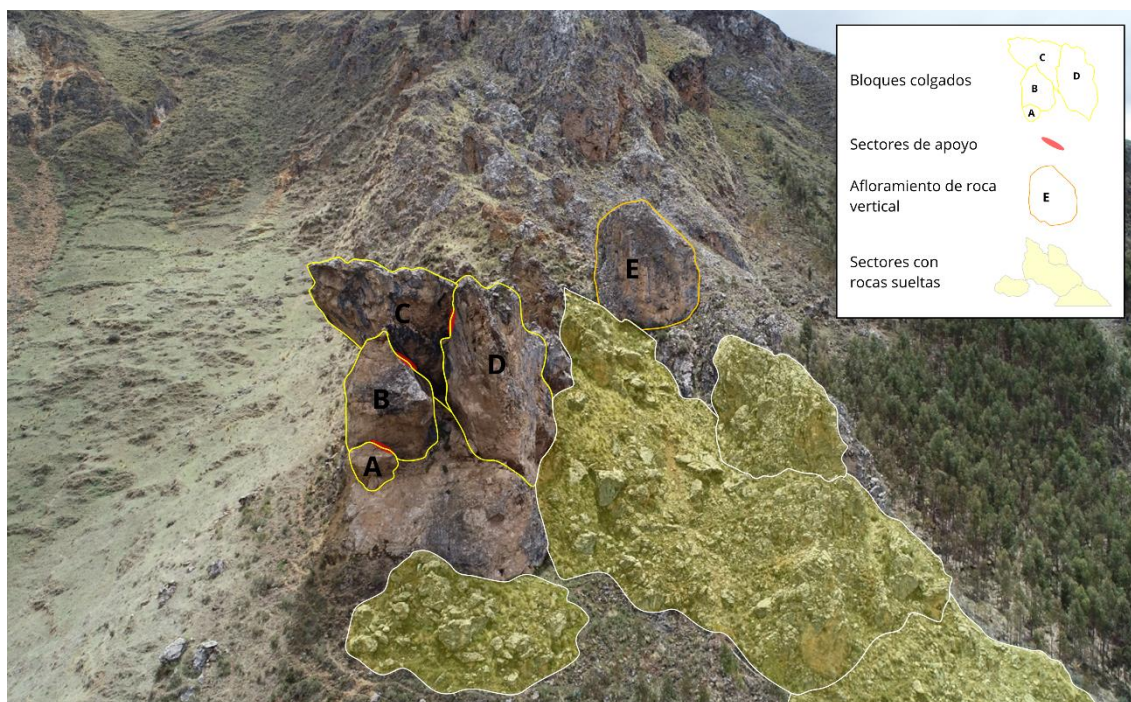 Bloques colgados
C
D
B
A
Sectores de apoyo
Afloramiento de roca
vertical
E
Sectores con
rocas sueltas
E
C
D
B
A